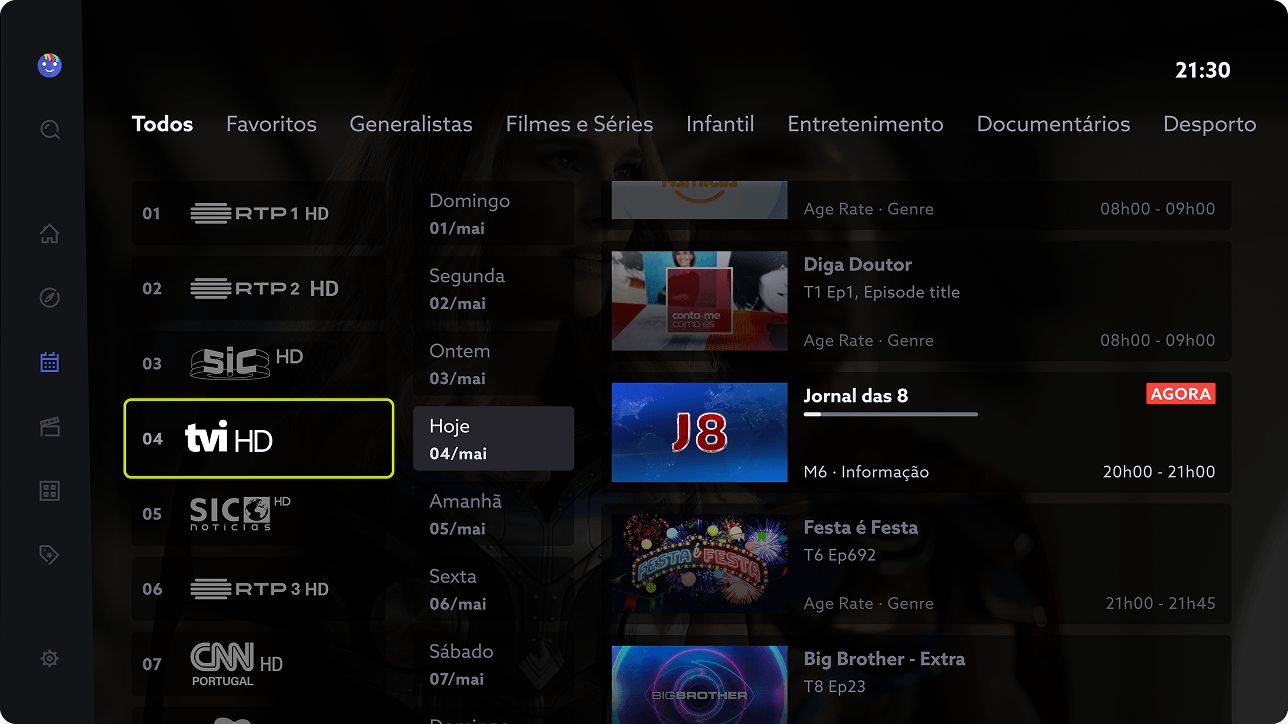 21:30
Todos Favoritos Generalistas Filmes e Séries Infantil Entretenimento Documentários Desporto
01 RTP 1 HD
02 RTP 2 HD
03 SIC HD
04 tvi HD
05 SIC HD
notícias
06 RTP 3 HD
07 CNN HD
PORTUGAL
Domingo
01/mai
Segunda
02/mai
Ontem
03/mai
Hoje
04/mai
Amanhã
05/mai
Sexta
06/mai
Sábado
07/mai
Domingo
Age Rate · Genre 08h00 - 09h00
conta-me
como és
Diga Doutor
T1 Ep1, Episode title
Age Rate · Genre 08h00 - 09h00
J8
Jornal das 8 AGORA
M6 · Informação 20h00 - 21h00
FESTA é FESTA
Festa é Festa
T6 Ep692
Age Rate · Genre 21h00 - 21h45
BIGBROTHER
Big Brother - Extra
T8 Ep23